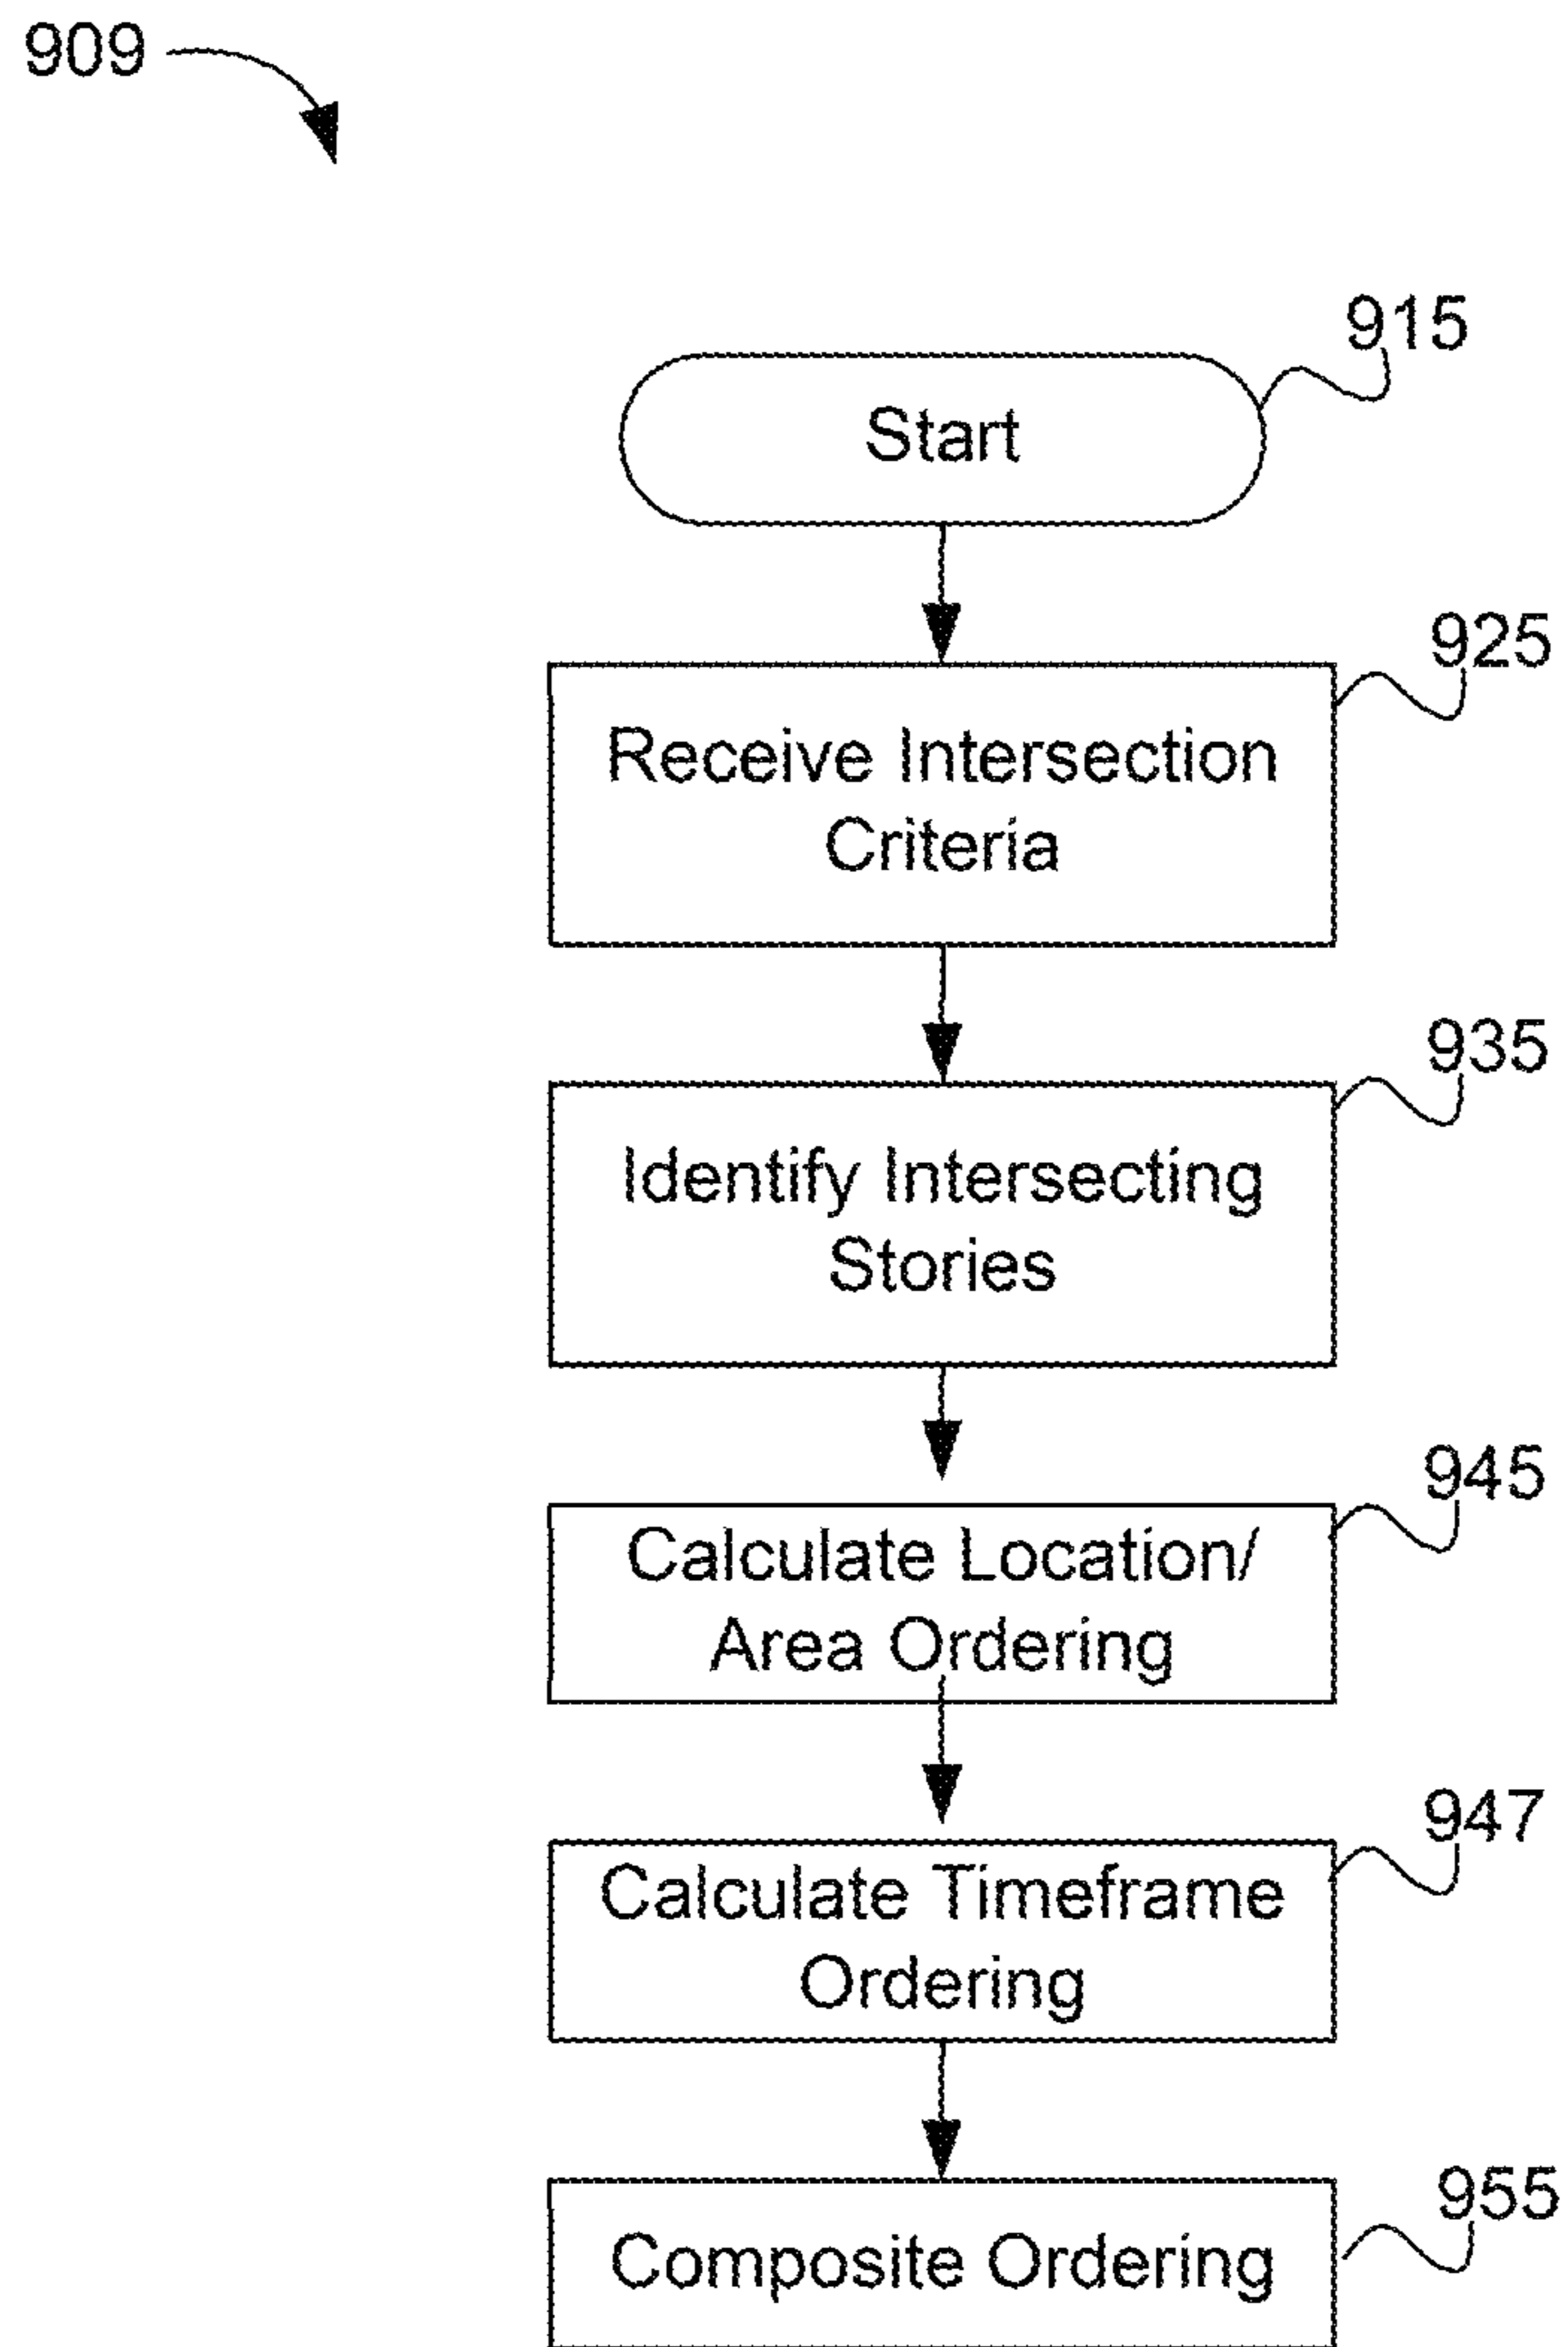 909
915
Start
925
Receive Intersection
Criteria
935
Identify Intersecting
Stories
945
Calculate Location/
Area Ordering
947
Calculate Timeframe
Ordering
955
Composite Ordering